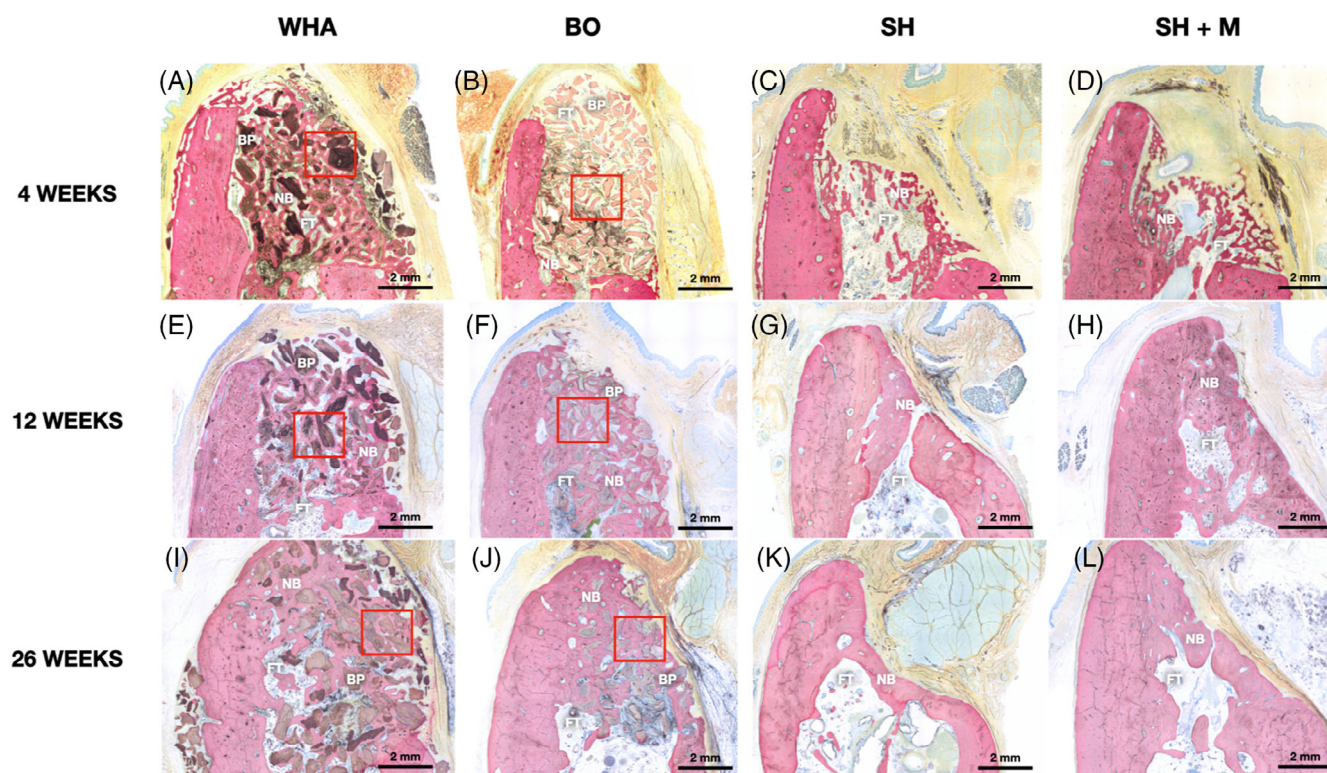 WHA BO SH SH + M
(A) (B) (C) (D)
BP
NB
FT
2 mm
FT
BP
NB
2 mm
NB
FT
2 mm
NB
FT
2 mm
4 WEEKS
(E) (F) (G) (H)
BP
NB
FT
2 mm
BP
FT
NB
2 mm
NB
FT
2 mm
NB
FT
2 mm
12 WEEKS
(I) (J) (K) (L)
NB
FT
BP
2 mm
NB
BP
FT
2 mm
FT
NB
2 mm
NB
FT
2 mm
26 WEEKS